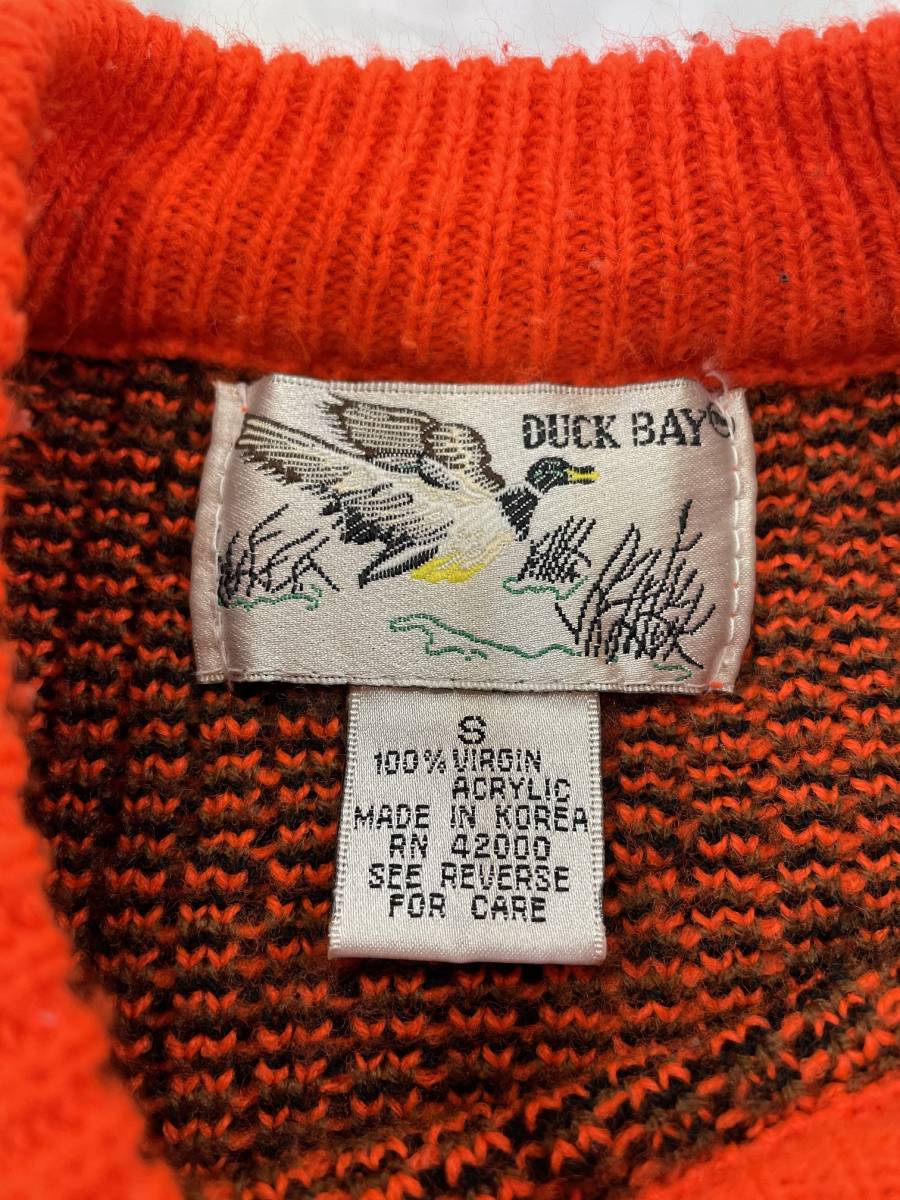 DUCK BAY®
S
100% VIRGIN
ACRYLIC
MADE IN KOREA
RN 42000
SEE REVERSE
FOR CARE